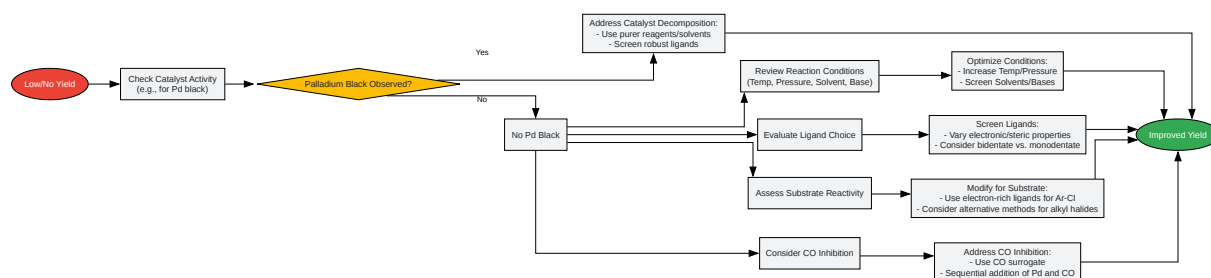 Low/No Yield
Check Catalyst Activity
(e.g., for Pd black)
Palladium Black Observed?
Yes
No
Address Catalyst Decomposition:
- Use purer reagents/solvents
- Screen robust ligands
No Pd Black
Review Reaction Conditions
(Temp, Pressure, Solvent, Base)
Optimize Conditions:
- Increase Temp/Pressure
- Screen Solvents/Bases
Evaluate Ligand Choice
Screen Ligands:
- Vary electronic/steric properties
- Consider bidentate vs. monodentate
Assess Substrate Reactivity
Modify for Substrate:
- Use electron-rich ligands for Ar-Cl
- Consider alternative methods for alkyl halides
Consider CO Inhibition
Address CO Inhibition:
- Use CO surrogate
- Sequential addition of Pd and CO
Improved Yield